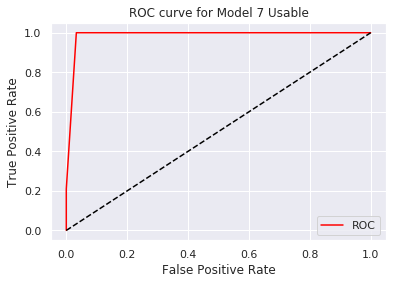 ROC curve for Model 7 Usable
True Positive Rate
1.0
0.8
0.6
0.4
0.2
0.0
ROC
0.0 0.2 0.4 0.6 0.8 1.0
False Positive Rate